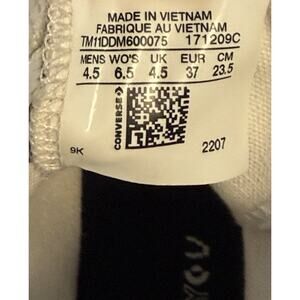 MADE IN VIETNAM
FABRIQUE AU VIETNAM
TM11DDM600075 171209C
MENS WO'S UK EUR CM
4.5 6.5 4.5 37 23.5
CONVERSE
9K 2207